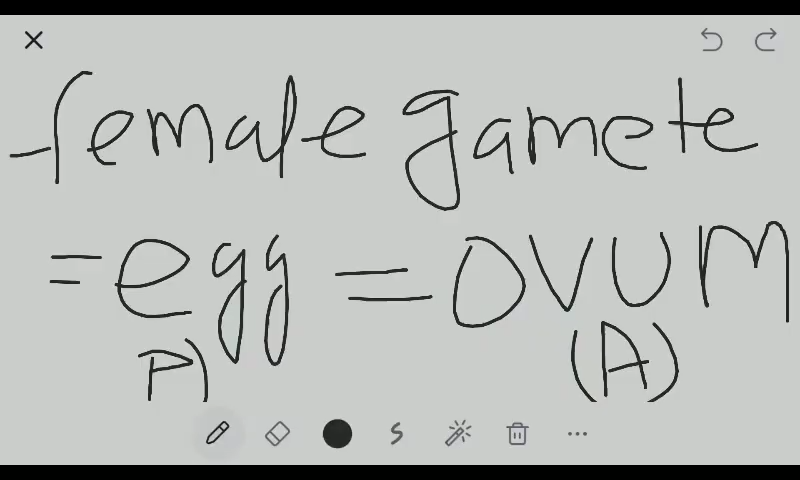 female gamete
= egg = OVUM
P) (A)